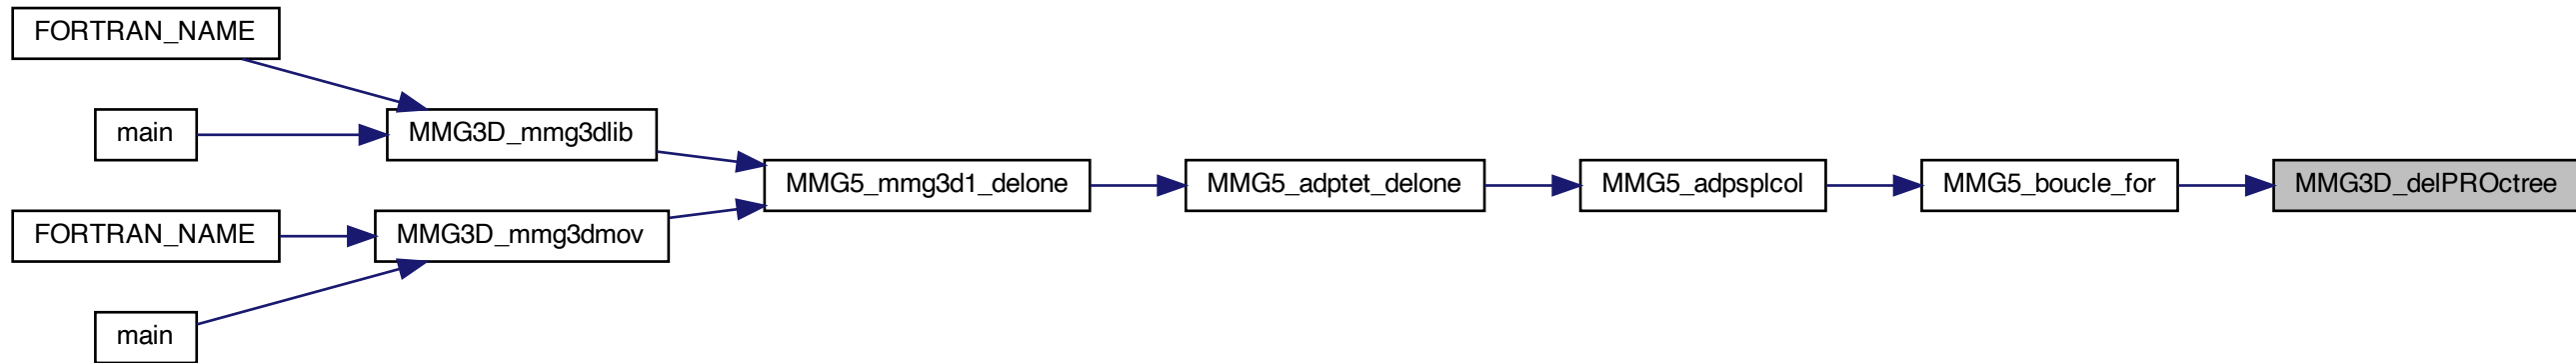 FORTRAN_NAME
main
MMG3D_mmg3dlib
MMG5_mmg3d1_delone
MMG5_adptet_delone
MMG5_adpsplcol
MMG5_boucle_for
MMG3D_delPROctree
FORTRAN_NAME
MMG3D_mmg3dmov
main